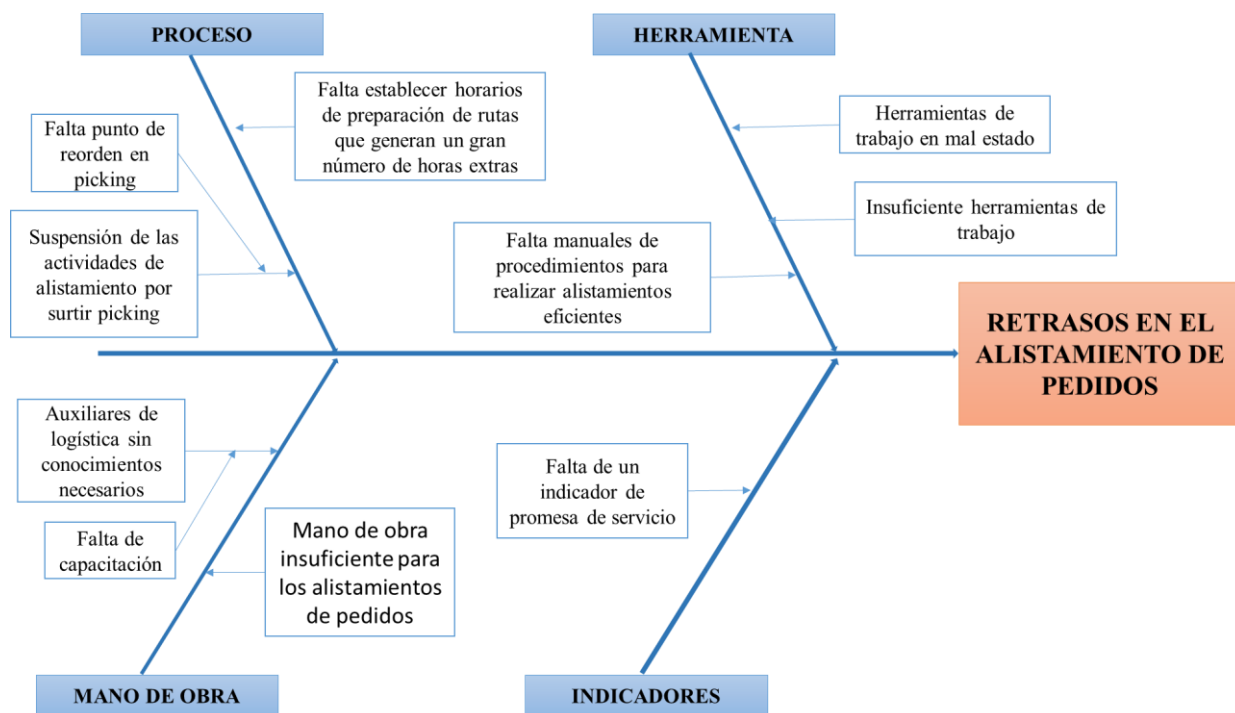 PROCESO
HERRAMIENTA
Falta establecer horarios
de preparación de rutas
que generan un gran
número de horas extras
Falta punto de
reorden en
picking
Suspensión de las
actividades de
alistamiento por
surtir picking
Herramientas de
trabajo en mal estado
Insuficiente herramientas de
trabajo
Falta manuales de
procedimientos para
realizar alistamientos
eficientes
RETRASOS EN EL
ALISTAMIENTO DE
PEDIDOS
Auxiliares de
logística sin
conocimientos
necesarios
Falta de
capacitación
Mano de obra
insuficiente para
los alistamientos
de pedidos
Falta de un
indicador de
promesa de servicio
MANO DE OBRA
INDICADORES